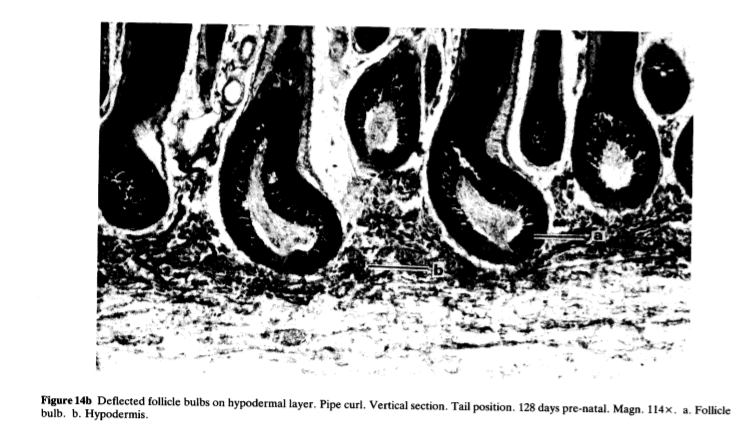 a
b
Figure 14b Deflected follicle bulbs on hypodermal layer. Pipe curl. Vertical section. Tail position. 128 days pre-natal. Magn. 114×. a. Follicle
bulb. b. Hypodermis.